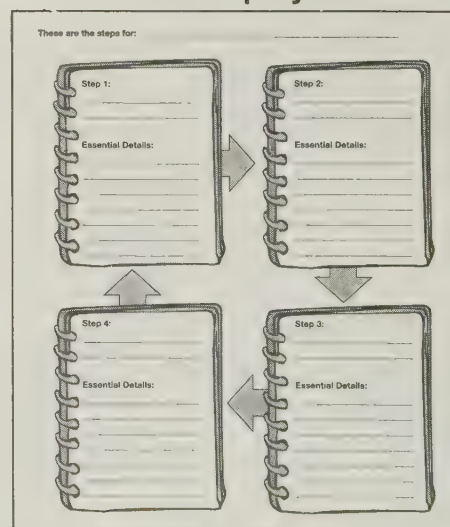 These are the steps for:
Step 1:
Essential Details:
Step 2:
Essential Details:
Step 3:
Essential Details:
Step 4:
Essential Details: